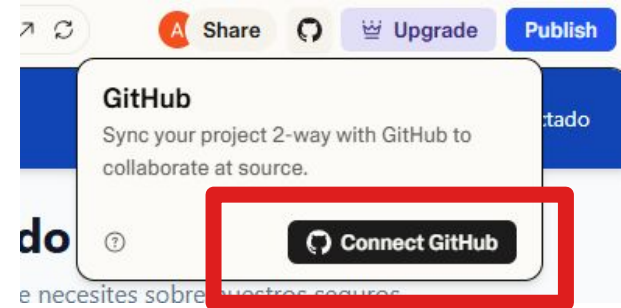 A Share Upgrade Publish
GitHub
Sync your project 2-way with GitHub to
collaborate at source.
tado
do
Connect GitHub
e necesites sobre nuestros seguros